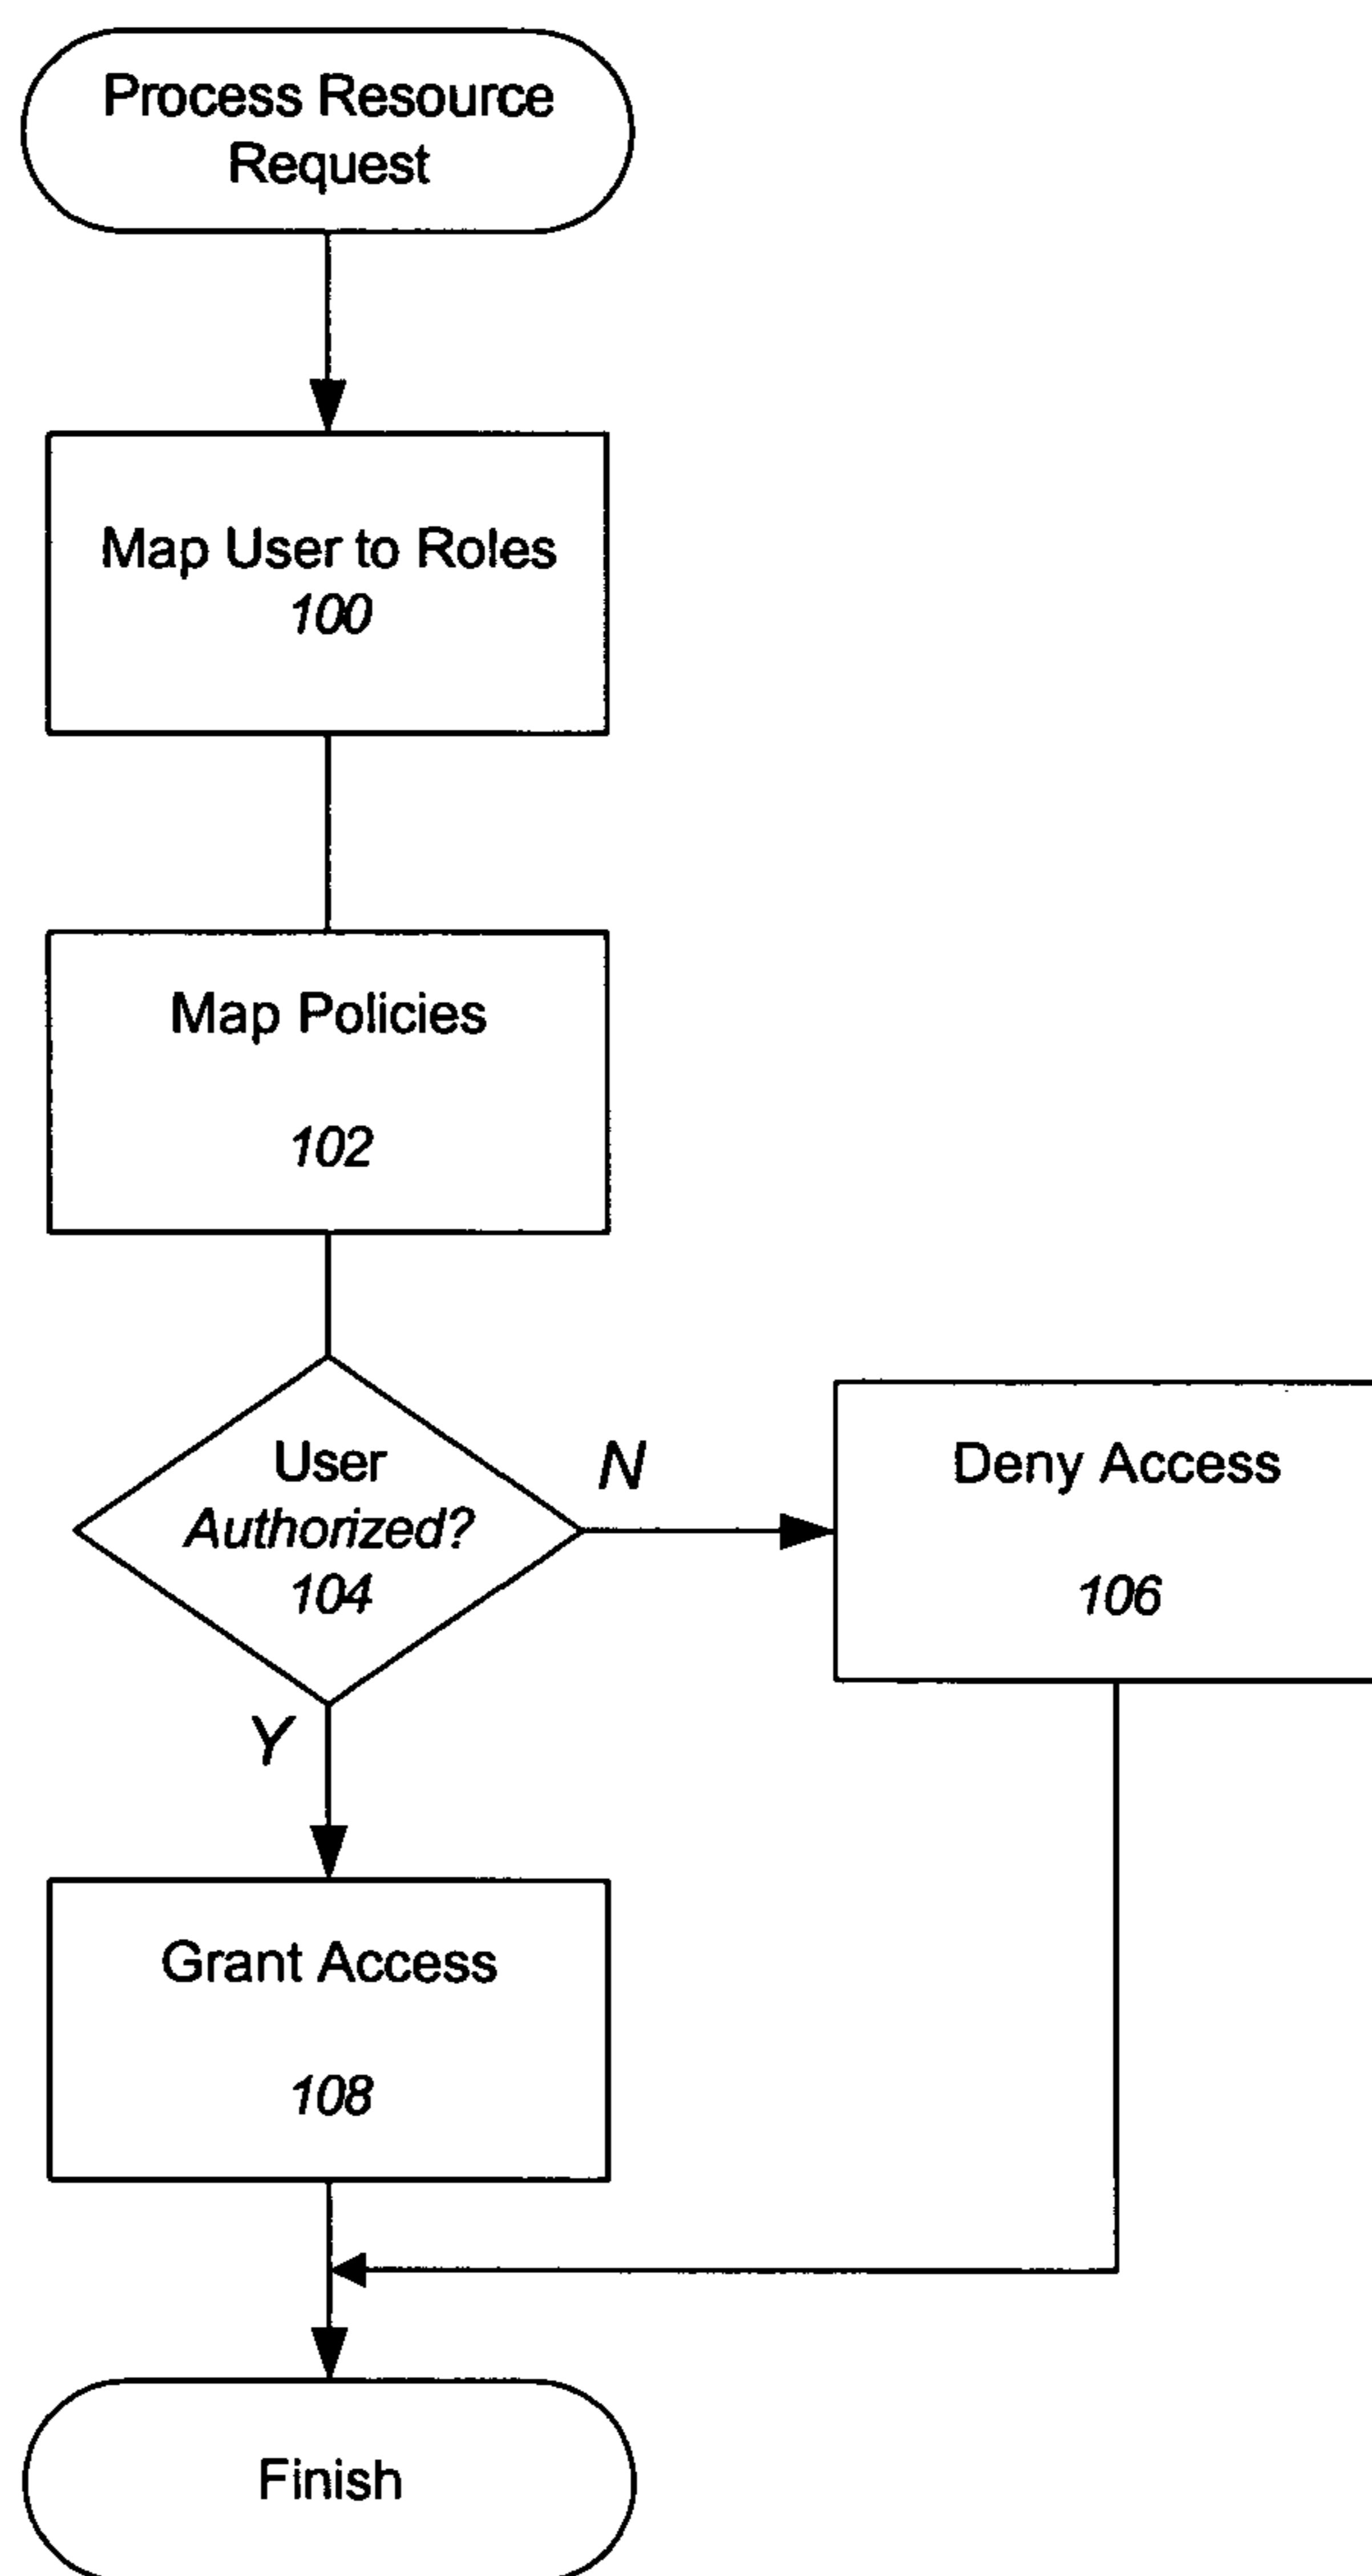 Process Resource
Request
Map User to Roles
100
Map Policies
102
User
Authorized?
104
N
Deny Access
106
Y
Grant Access
108
Finish